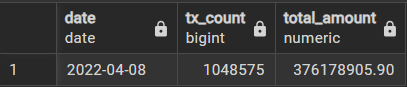 date tx_count total_amount
date bigint numeric
1 2022-04-08 1048575 376178905.90